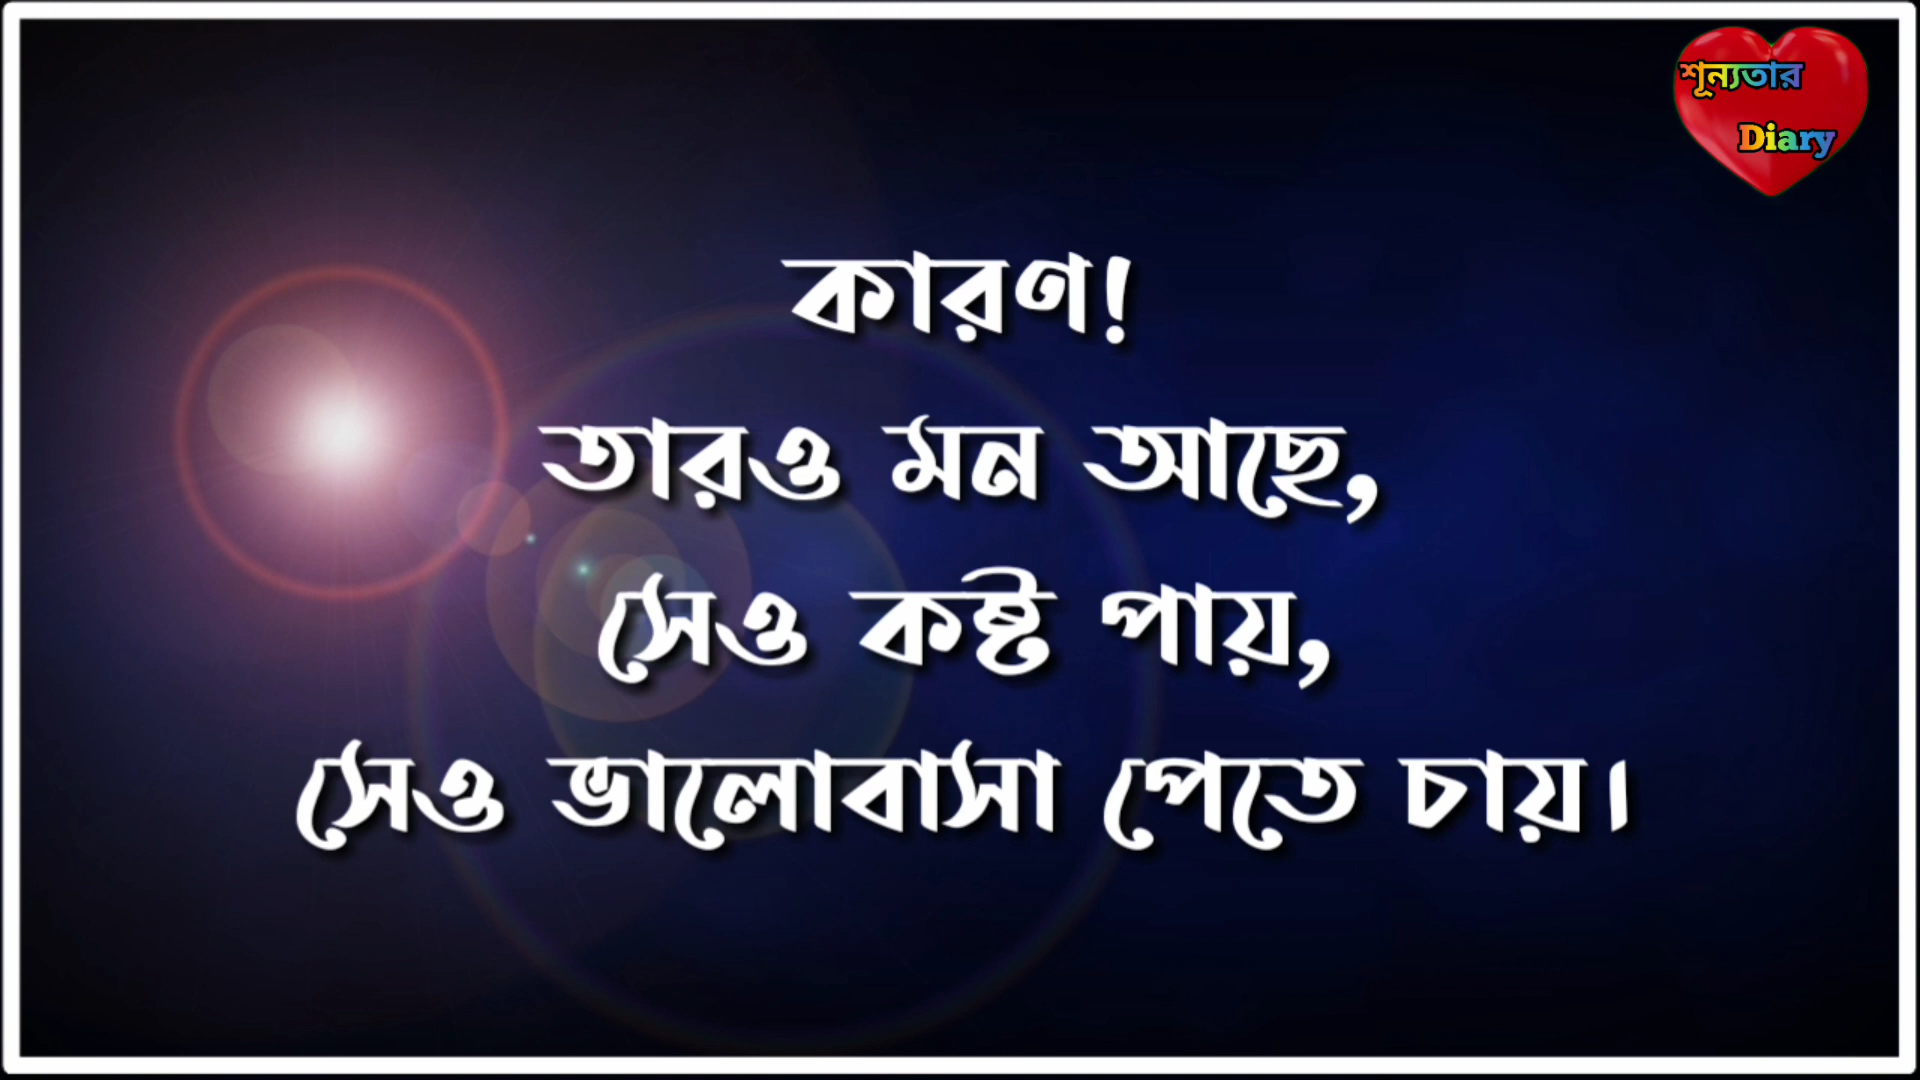 শূন্যতার
Diary
কারণ!
তারও মন আছে,
সেও কষ্ট পায়,
সেও ভালোবাসা পেতে চায়।